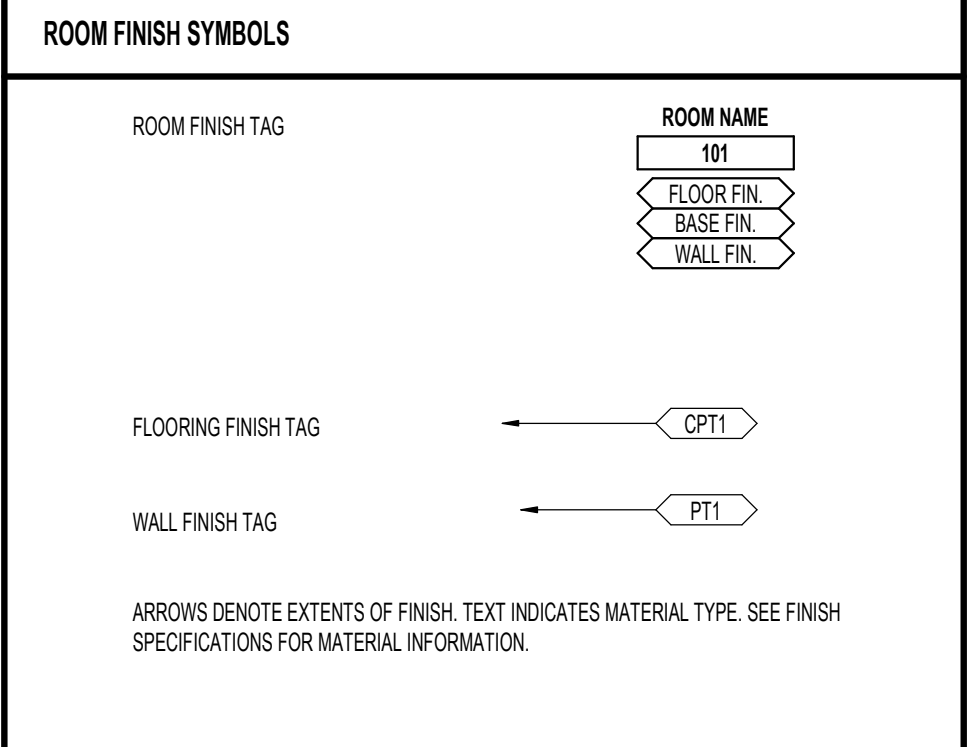 ROOM FINISH SYMBOLS
ROOM FINISH TAG
ROOM NAME
101
FLOOR FIN.
BASE FIN.
WALL FIN.
FLOORING FINISH TAG
CPT1
WALL FINISH TAG
PT1
ARROWS DENOTE EXTENTS OF FINISH. TEXT INDICATES MATERIAL TYPE. SEE FINISH
SPECIFICATIONS FOR MATERIAL INFORMATION.